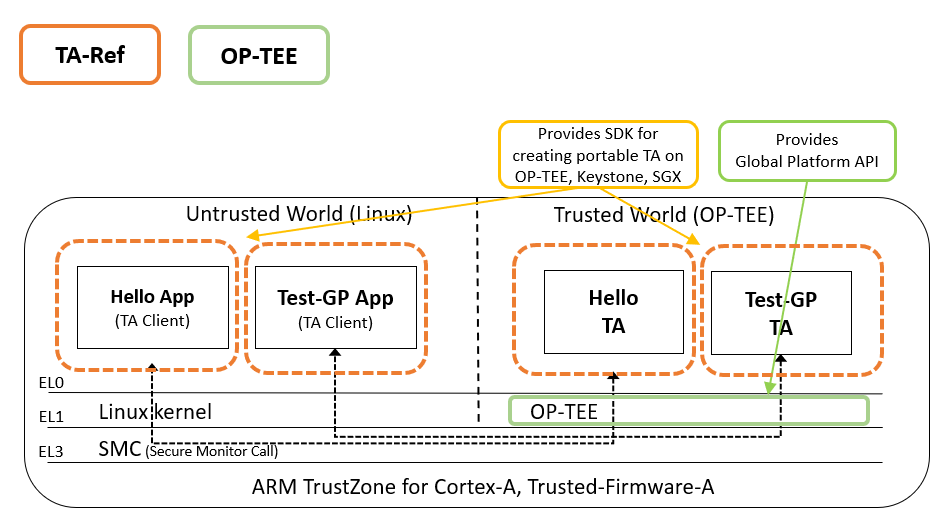 TA-Ref
OP-TEE
Provides SDK for
creating portable TA on
OP-TEE, Keystone, SGX
Provides
Global Platform API
Untrusted World (Linux)
Trusted World (OP-TEE)
Hello App
(TA Client)
Test-GP App
(TA Client)
Hello
TA
Test-GP
TA
EL0
EL1
Linux kernel
OP-TEE
EL3
SMC (Secure Monitor Call)
ARM TrustZone for Cortex-A, Trusted-Firmware-A